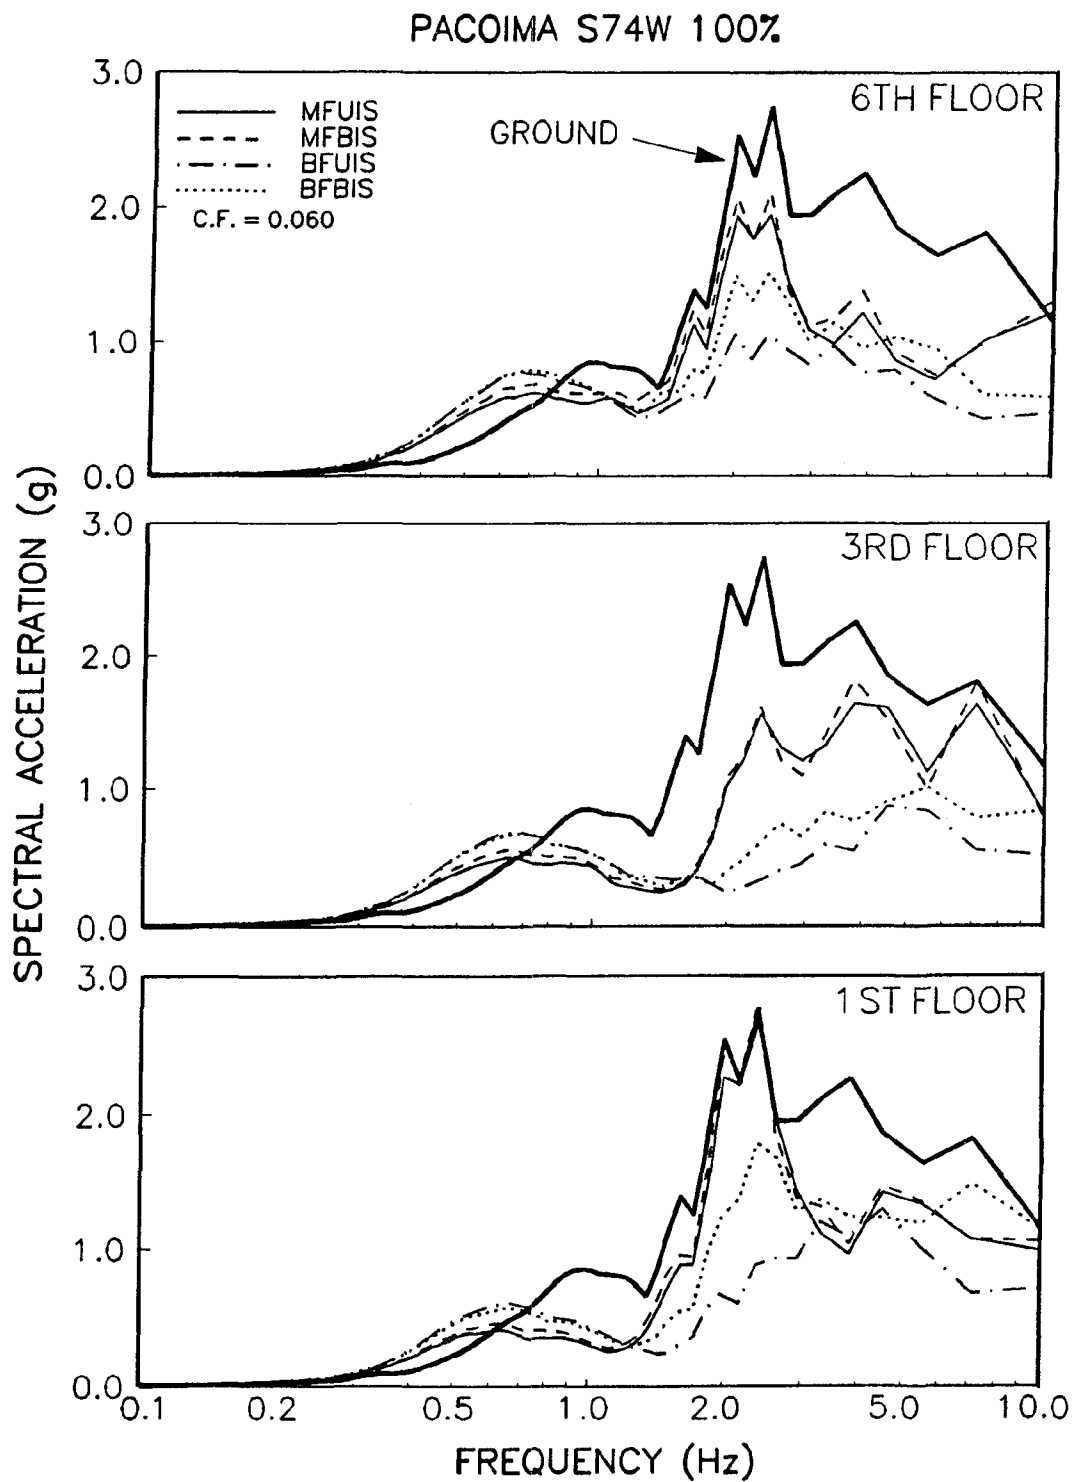 PACOIMA S74W 100%
3.0
2.0
1.0
0.0
MFUIS
MFBIS
BFUIS
BFBIS
C.F. = 0.060
GROUND
6TH FLOOR
3.0
2.0
1.0
0.0
3RD FLOOR
3.0
2.0
1.0
0.0
1ST FLOOR
0.1 0.2 0.5 1.0 2.0 5.0 10.0
SPECTRAL ACCELERATION (g)
FREQUENCY (Hz)